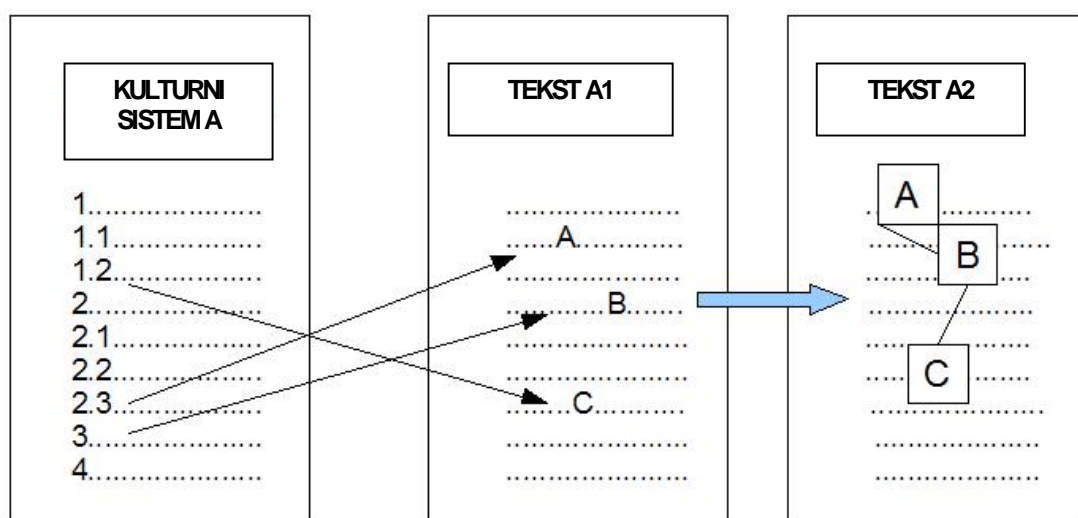 KULTURNI
SISTEM A
1......................
1.1....................
1.2....................
2......................
2.1....................
2.2....................
2.3....................
3......................
4......................
TEKST A1
......................
......A..............
.......................
............B.......
.......................
.......................
........C...........
.......................
.......................
TEKST A2
A
B
C